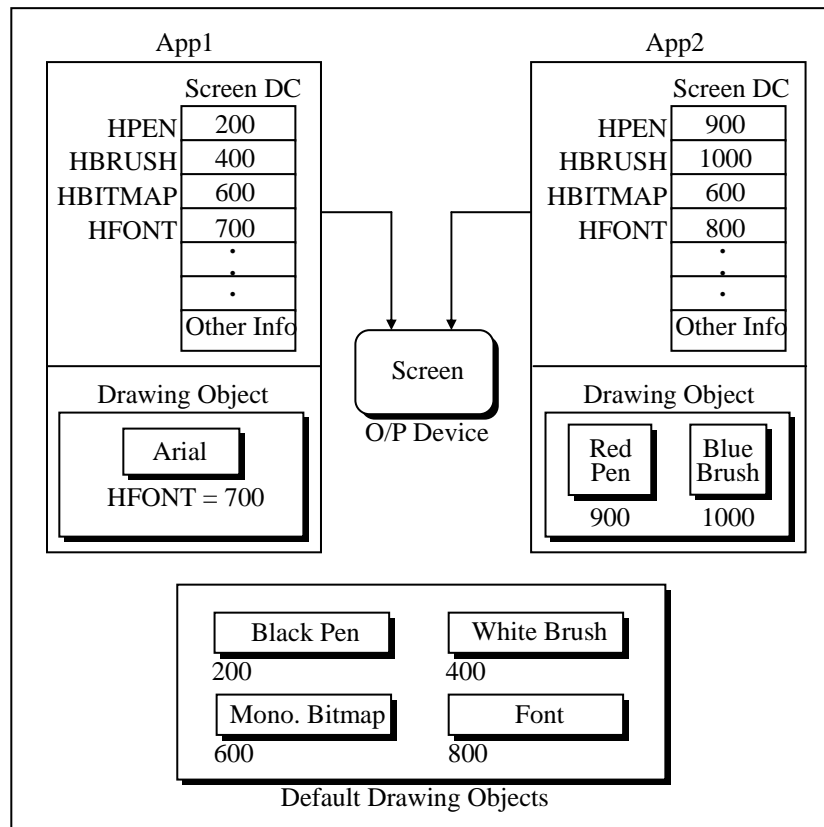 App1
Screen DC
HPEN 200
HBRUSH 400
HBITMAP 600
HFONT 700
Other Info
Drawing Object
Arial
HFONT = 700
App2
Screen DC
HPEN 900
HBRUSH 1000
HBITMAP 600
HFONT 800
Other Info
Drawing Object
Red
Pen
900
Blue
Brush
1000
Screen
O/P Device
Black Pen
200
White Brush
400
Mono. Bitmap
600
Font
800
Default Drawing Objects